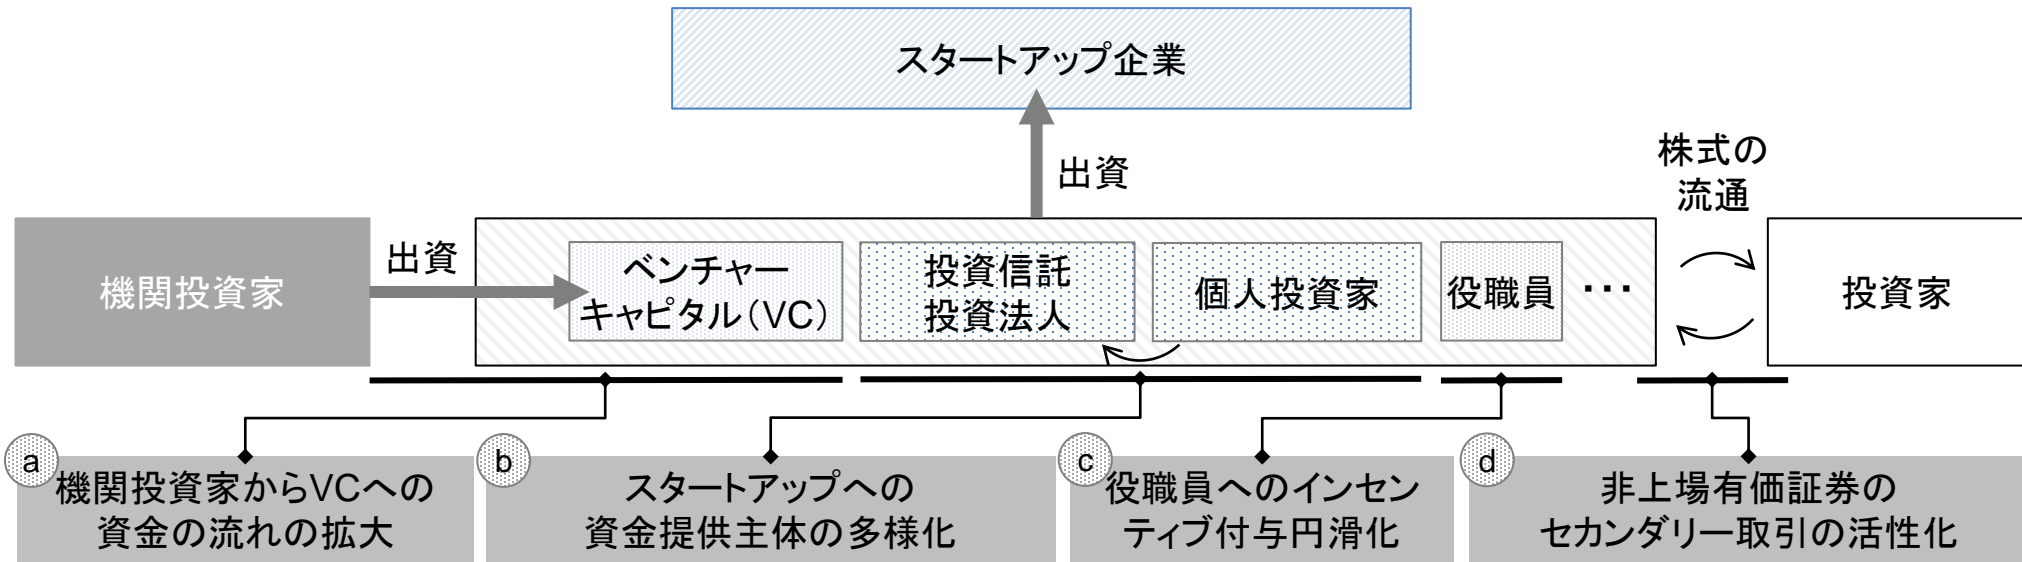 スタートアップ企業
出資
株式の
流通
機関投資家
出資
ベンチャー
キャピタル（VC）
投資信託
投資法人
個人投資家
役職員
･･･
投資家
a
機関投資家からVCへの
資金の流れの拡大
b
スタートアップへの
資金提供主体の多様化
c
役職員へのインセン
ティブ付与円滑化
d
非上場有価証券の
セカンダリー取引の活性化